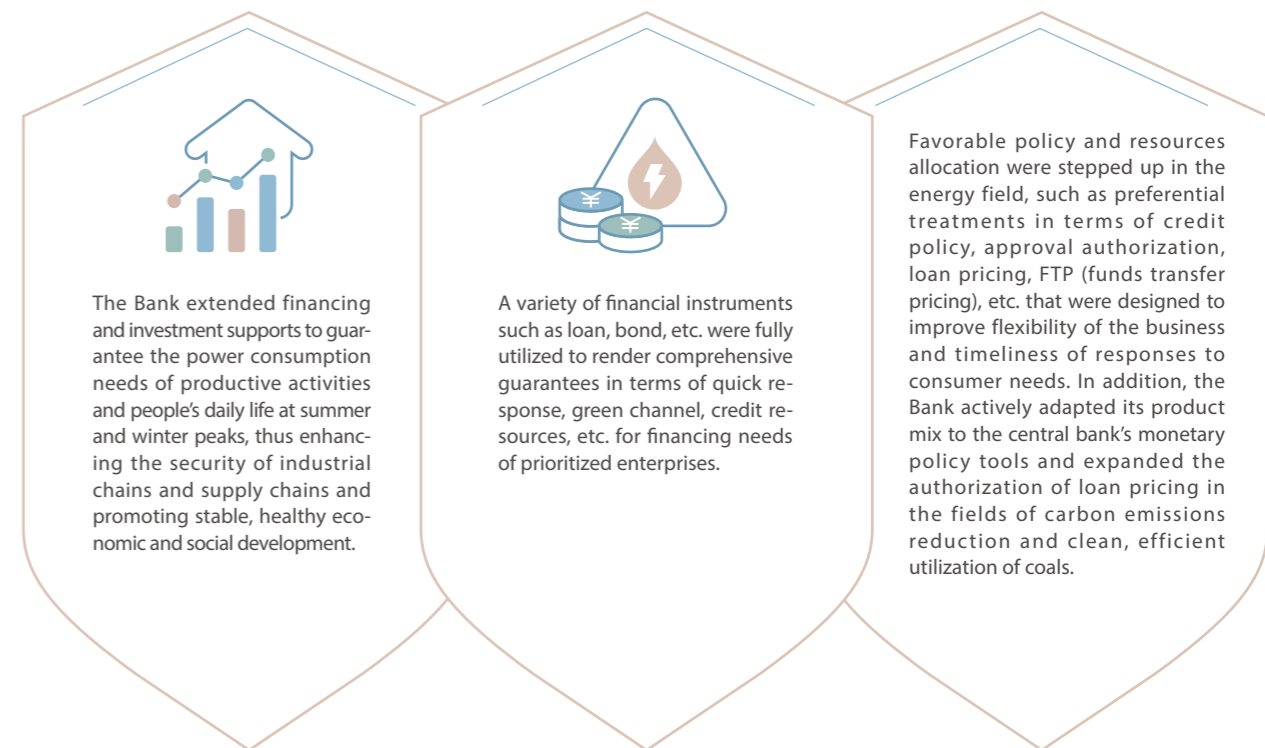 The Bank extended financing
and investment supports to guar-
antee the power consumption
needs of productive activities
and people's daily life at summer
and winter peaks, thus enhanc-
ing the security of industrial
chains and supply chains and
promoting stable, healthy eco-
nomic and social development.
¥
¥
A variety of financial instruments
such as loan, bond, etc. were fully
utilized to render comprehensive
guarantees in terms of quick re-
sponse, green channel, credit re-
sources, etc. for financing needs
of prioritized enterprises.
Favorable policy and resources
allocation were stepped up in the
energy field, such as preferential
treatments in terms of credit
policy, approval authorization,
loan pricing, FTP (funds transfer
pricing), etc. that were designed to
improve flexibility of the business
and timeliness of responses to
consumer needs. In addition, the
Bank actively adapted its product
mix to the central bank's monetary
policy tools and expanded the
authorization of loan pricing in
the fields of carbon emissions
reduction and clean, efficient
utilization of coals.